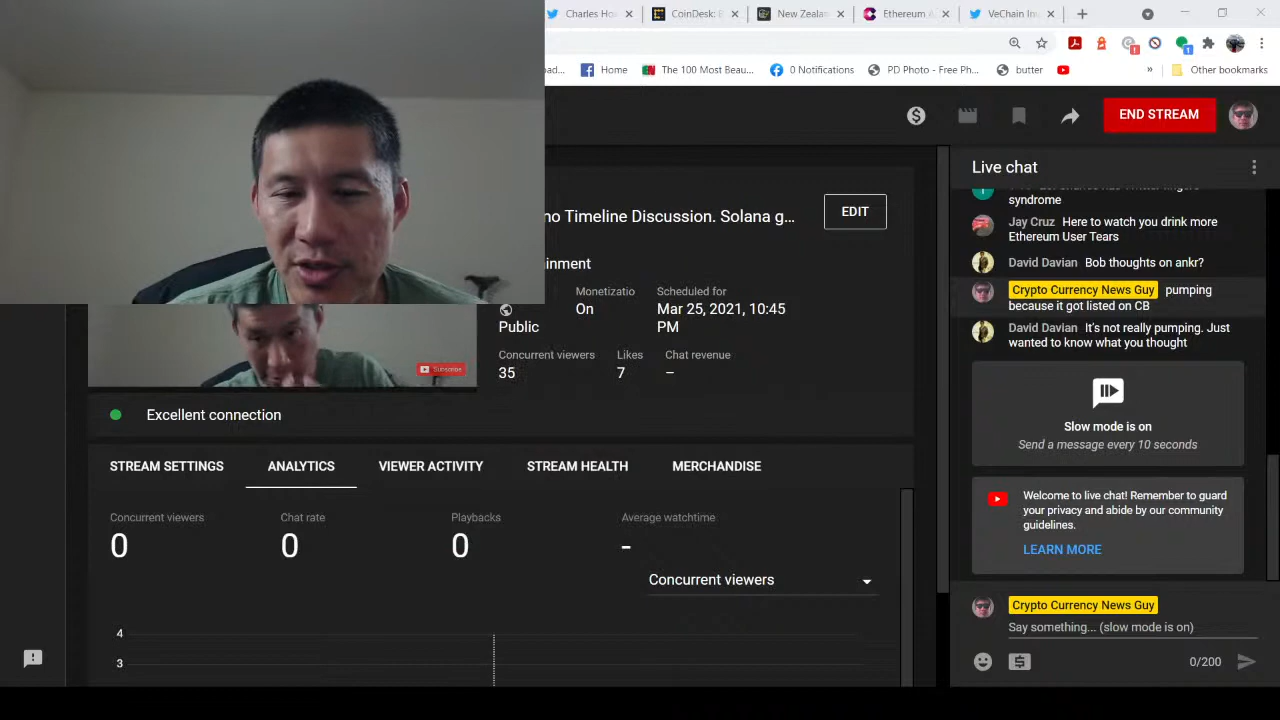 Charles Hos
CoinDesk: B
New Zealan
Ethereum A
VeChain Inv
oad...
Home
The 100 Most Beau...
0 Notifications
PD Photo - Free Ph...
butter
Other bookmarks
END STREAM
Live chat
syndrome
Jay Cruz Here to watch you drink more
Ethereum User Tears
David Davian Bob thoughts on ankr?
Crypto Currency News Guy pumping
because it got listed on CB
David Davian It's not really pumping. Just
wanted to know what you thought
Slow mode is on
Send a message every 10 seconds
Welcome to live chat! Remember to guard
your privacy and abide by our community
guidelines.
LEARN MORE
Crypto Currency News Guy
Say something... (slow mode is on)
0/200
no Timeline Discussion. Solana g...
EDIT
inment
Monetizatio
Scheduled for
Public
On
Mar 25, 2021, 10:45
PM
Concurrent viewers
Likes
Chat revenue
35
7
–
Subscribe
Excellent connection
STREAM SETTINGS
ANALYTICS
VIEWER ACTIVITY
STREAM HEALTH
MERCHANDISE
Concurrent viewers
Chat rate
Playbacks
Average watchtime
0
0
0
-
Concurrent viewers
4
3